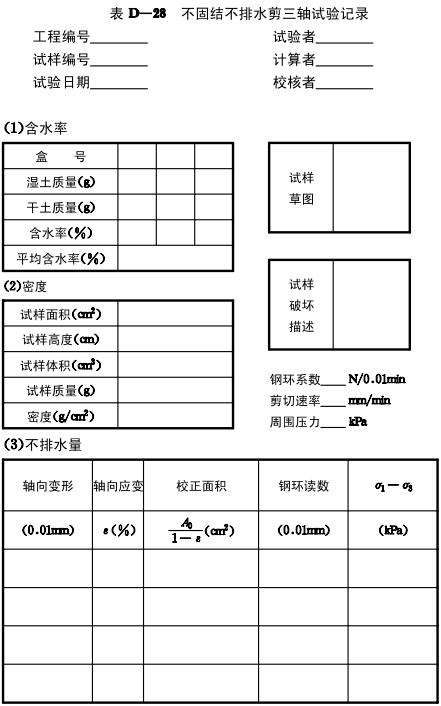 表 D—28 不固结不排水剪三轴试验记录
工程编号________ 试验者________
试样编号________ 计算者________
试验日期________ 校核者________
(1)含水率
盒 号
湿土质量(g)
干土质量(g)
含水率(%)
平均含水率(%)
试样
草图
(2)密度
试样面积(cm²)
试样高度(cm)
试样体积(cm³)
试样质量(g)
密度(g/cm²)
试样
破坏
描述
钢环系数____ N/0.01min
剪切速率____ mm/min
周围压力____ kPa
(3)不排水量
轴向变形 轴向应变 校正面积 钢环读数 σ₁—σ₃
(0.01mm) ε(%) A₀/1—ε(cm²) (0.01mm) (kPa)